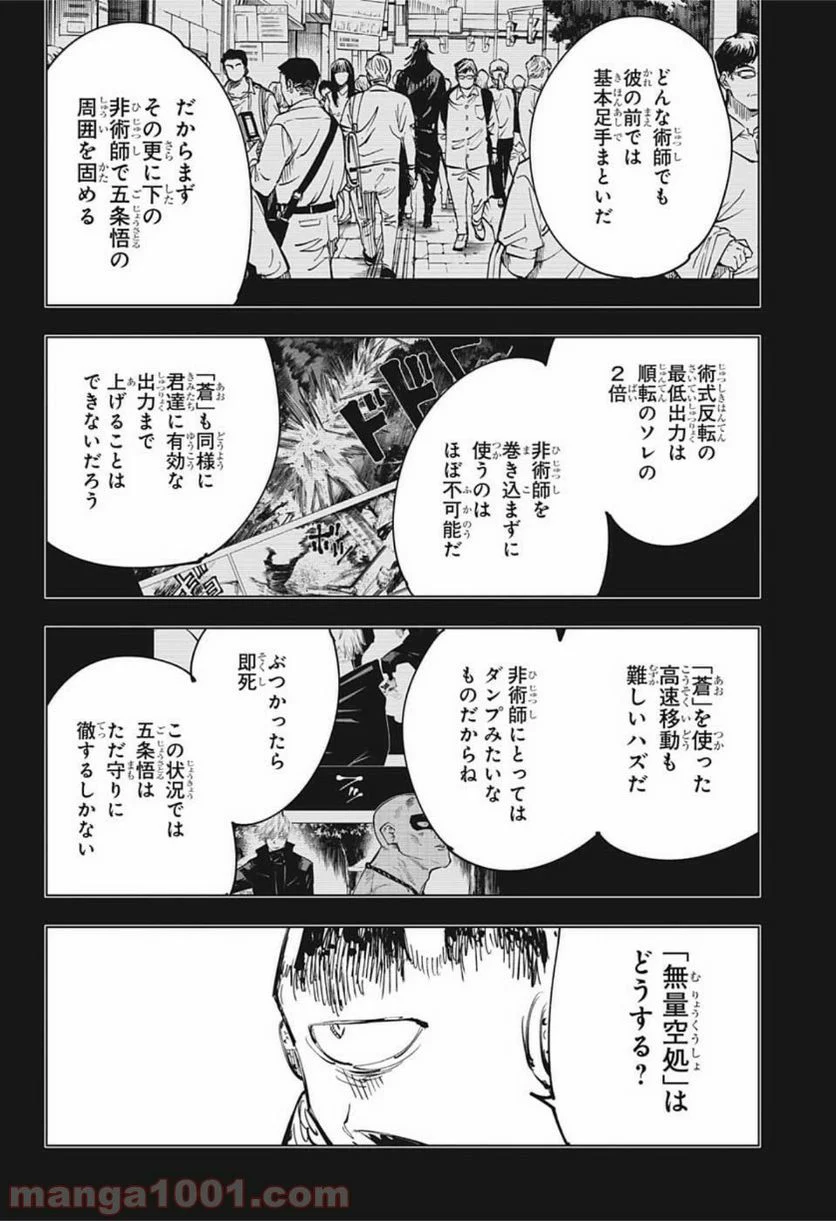 どんな術師でも
彼の前では
基本足手まといだ
だからまず
その更に下の
非術師で五条悟の
周囲を固める
術式反転の
最低出力は
順転のソレの
2倍
非術師を
巻き込まずに
使うのは
ほぼ不可能だ
「蒼」も同様に
君達に有効な
出力まで
上げることは
できないだろう
ドドド
ボボ
「蒼」を使った
高速移動も
難しいハズだ
非術師にとっては
ダンプみたいな
ものだからね
ぶつかったら
即死
この状況では
五条悟は
ただ守りに
徹するしかない
「無量空処」は
どうする?
manga1001.com